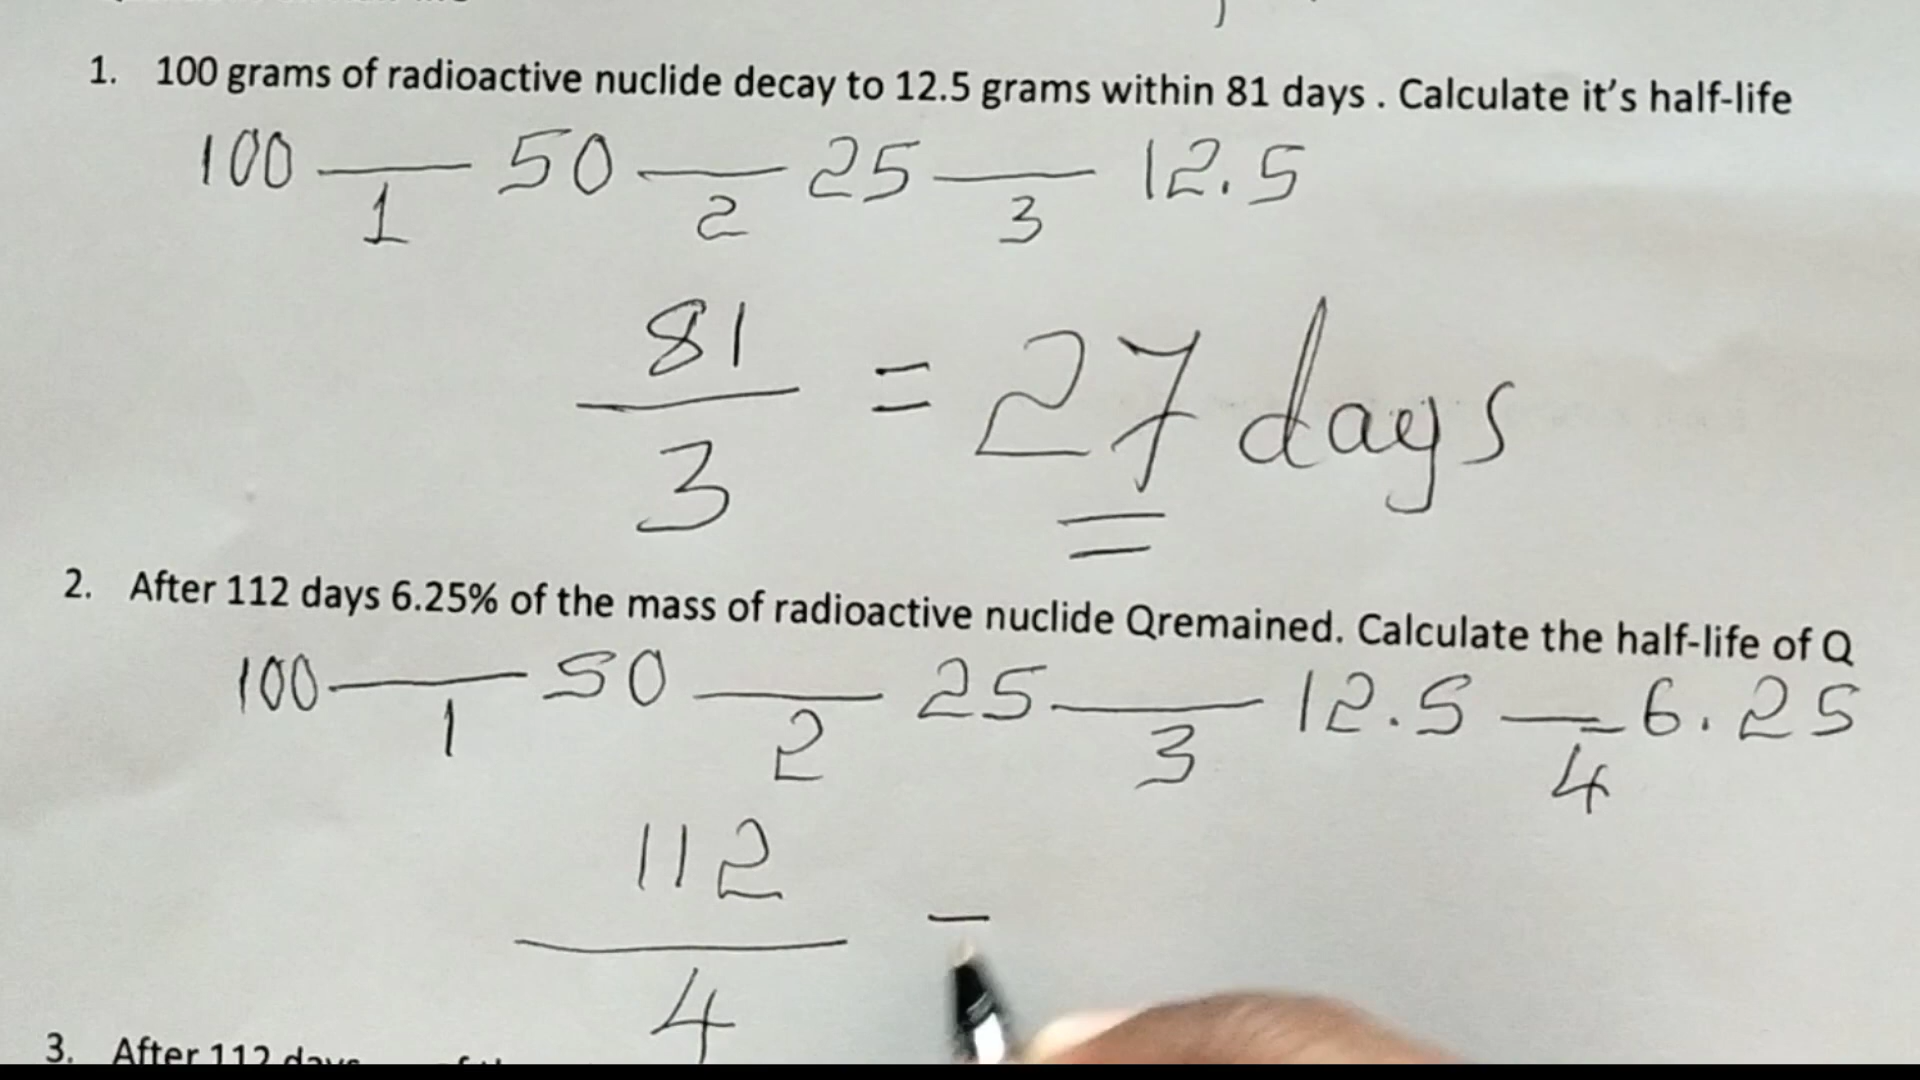 1. 100 grams of radioactive nuclide decay to 12.5 grams within 81 days . Calculate it's half-life
100 — 50 — 25 — 12.5
1 2 3
81
3
= 27 days
2. After 112 days 6.25% of the mass of radioactive nuclide Qremained. Calculate the half-life of Q
100 — 50 — 25 — 12.5 — 6.25
1 2 3 4
112
4
3. After 112 days